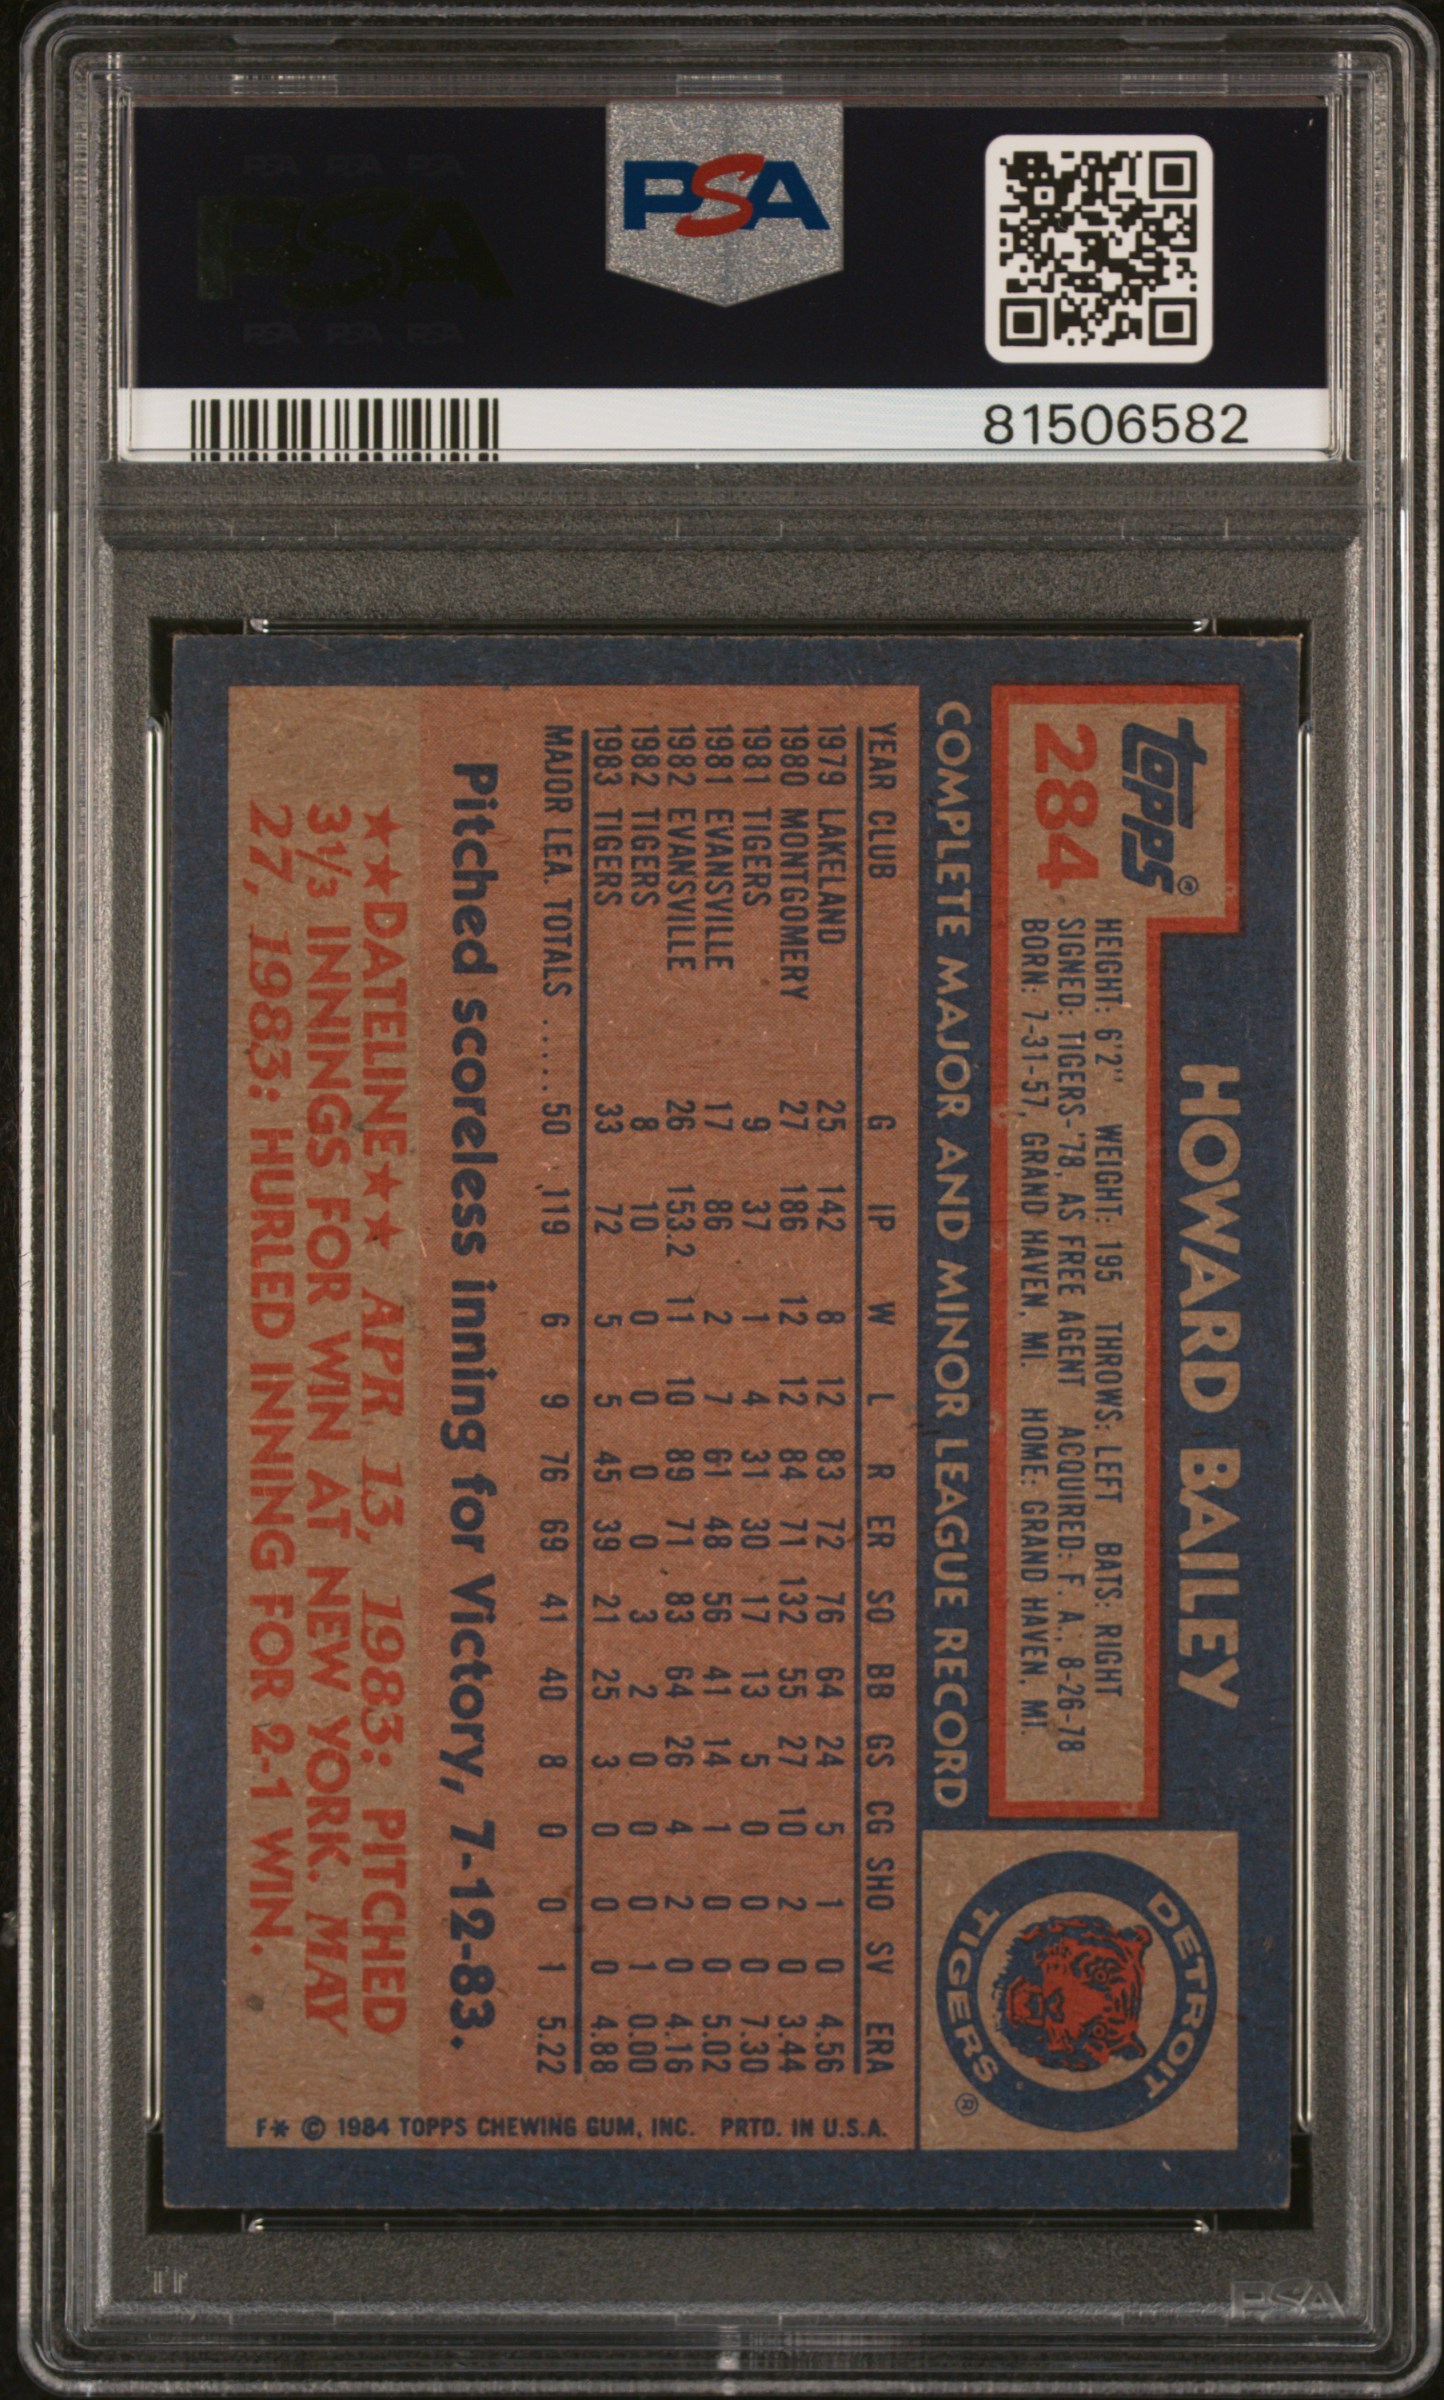 PSA PSA PSA
PSA
PSA PSA PSA
PSA
81506582
Topps®
284
HOWARD BAILEY
HEIGHT: 6'2" WEIGHT: 195 THROWS: LEFT BATS: RIGHT
SIGNED: TIGERS-'78, AS FREE AGENT ACQUIRED: F. A., 8-26-78
BORN: 7-31-57, GRAND HAVEN, MI. HOME: GRAND HAVEN, MI.
DETROIT
TIGERS
®
COMPLETE MAJOR AND MINOR LEAGUE RECORD
YEAR CLUB G IP W L R ER SO BB GS CG SHO SV ERA
1979 LAKELAND 25 142 8 12 83 72 76 64 24 5 1 0 4.56
1980 MONTGOMERY 27 186 12 12 84 71 132 55 27 10 2 0 3.44
1981 TIGERS 9 37 1 4 31 30 17 13 5 0 0 0 7.30
1981 EVANSVILLE 17 86 2 7 61 48 56 41 14 1 0 0 5.02
1982 EVANSVILLE 26 153.2 11 10 89 71 83 64 26 4 2 0 4.16
1982 TIGERS 8 10 0 0 0 0 3 2 0 0 0 1 0.00
1983 TIGERS 33 72 5 5 45 39 21 25 3 0 0 0 4.88
MAJOR LEA. TOTALS .....50 119 6 9 76 69 41 40 8 0 0 1 5.22
Pitched scoreless inning for Victory, 7-12-83.
★★DATELINE★★ APR 13, 1983: PITCHED
3⅓ INNINGS FOR WIN AT NEW YORK. MAY
27, 1983: HURLED INNING FOR 2-1 WIN.
F* © 1984 TOPPS CHEWING GUM, INC. PRTD. IN U.S.A.
PSA